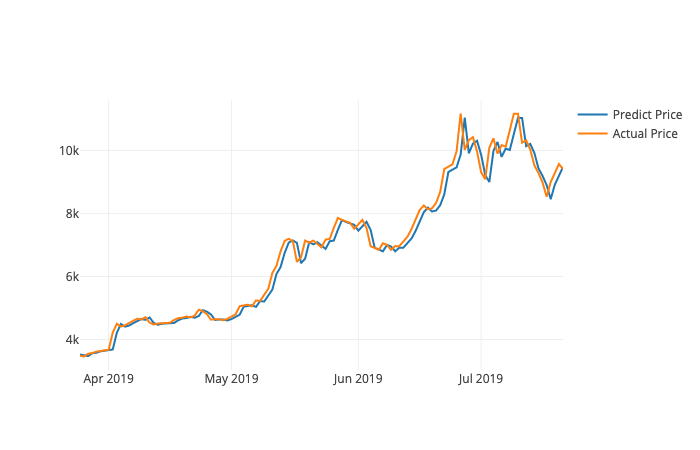 Predict Price
Actual Price
10k
8k
6k
4k
Apr 2019
May 2019
Jun 2019
Jul 2019